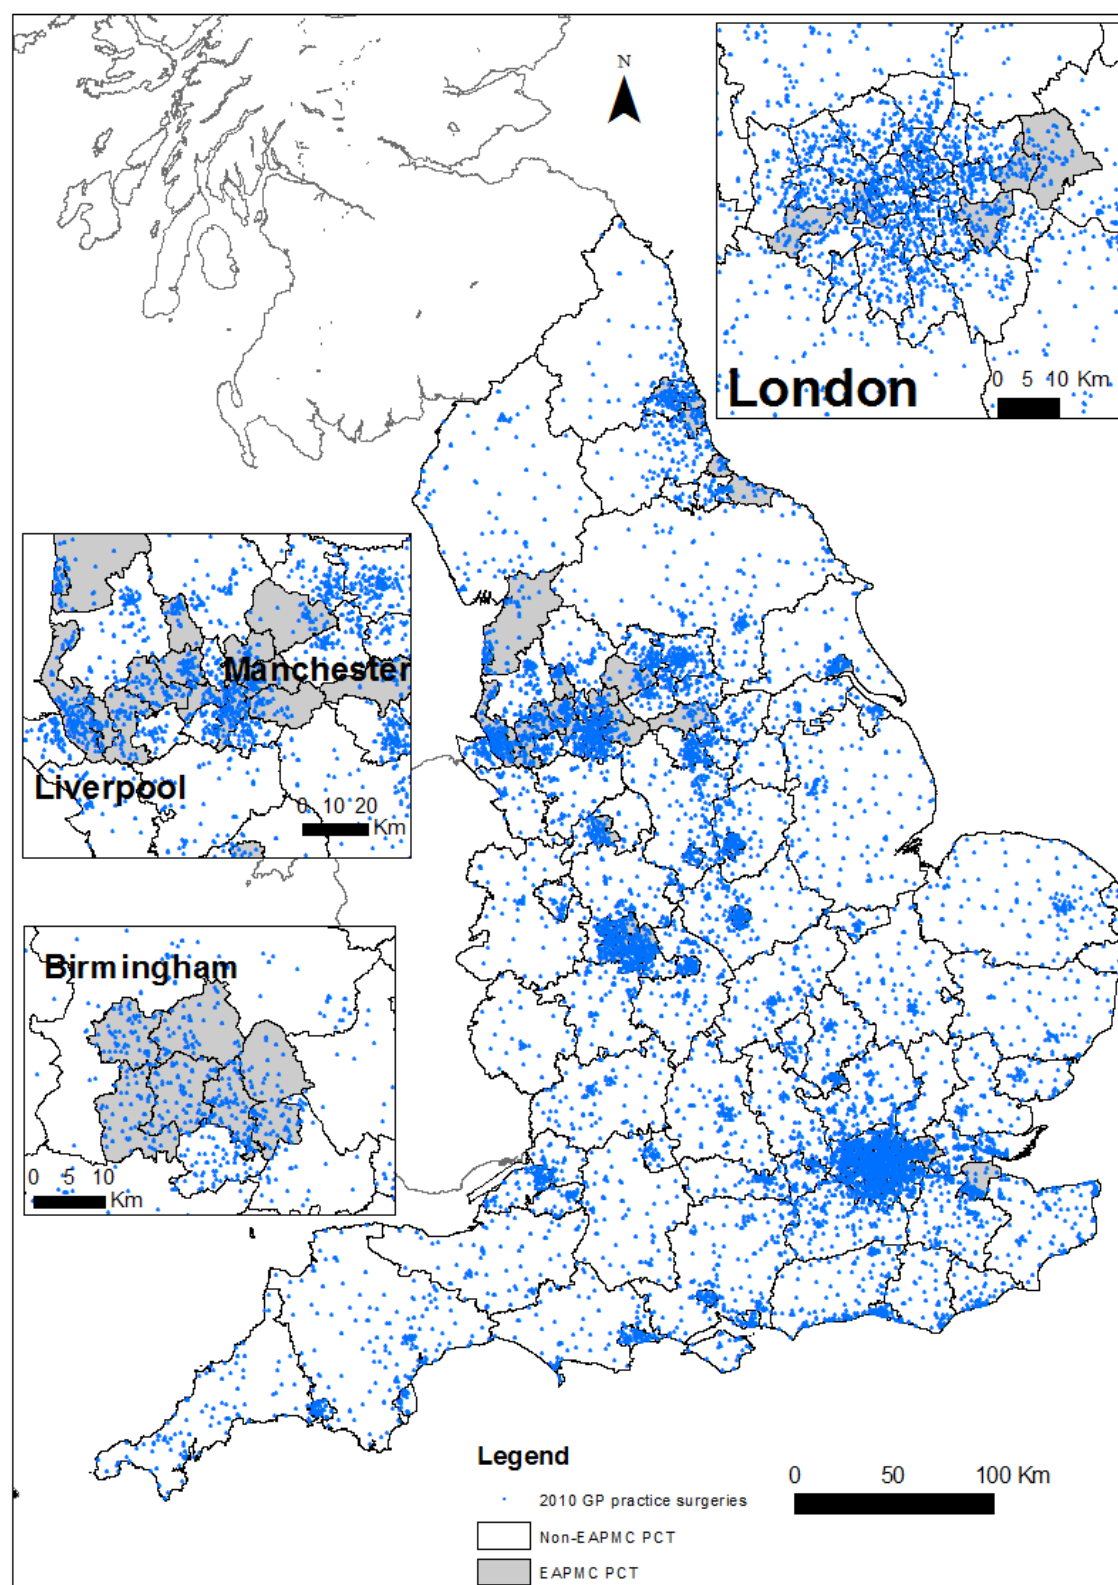 N
London
0 5 10 Km
Manchester
Liverpool
0 10 20
Km
Birmingham
0 5 10
Km
Legend
2010 GP practice surgeries
Non-EAPMC PCT
EAPMC PCT
0 50 100 Km